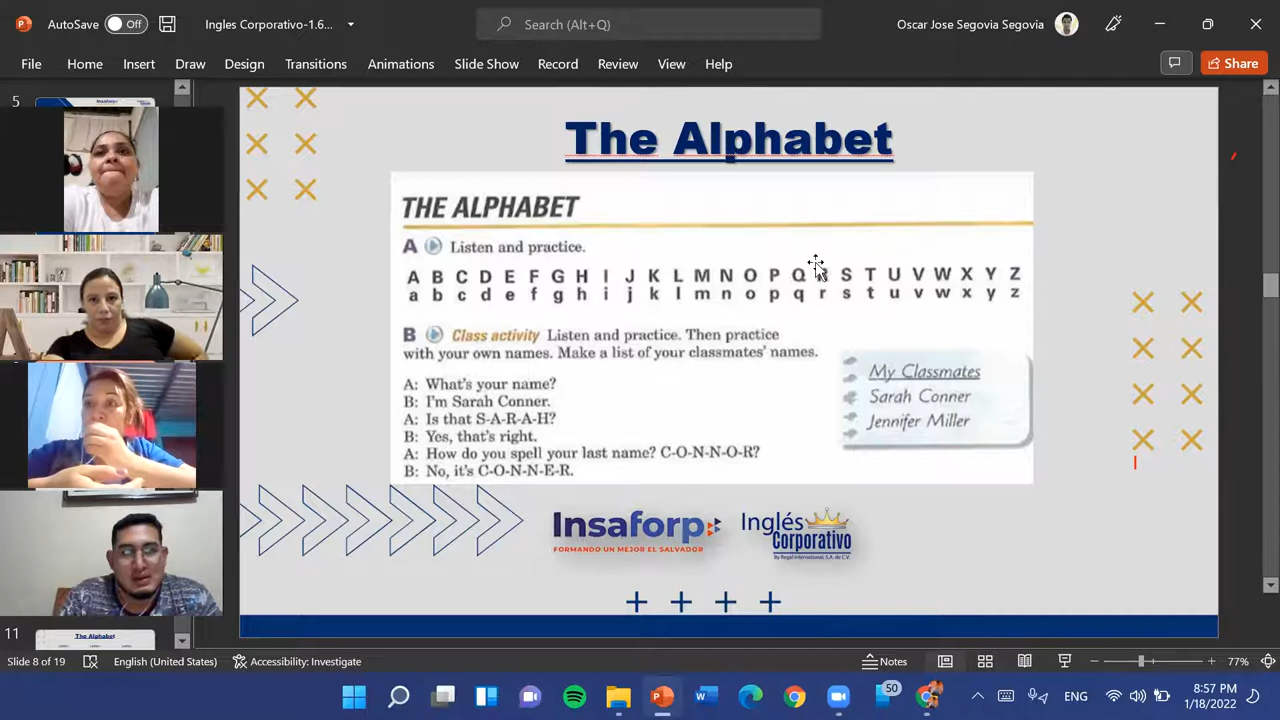 AutoSave Off Ingles Corporativo-1.6... Search (Alt+Q) Oscar Jose Segovia Segovia
File Home Insert Draw Design Transitions Animations Slide Show Record Review View Help Share
5
The Alphabet
THE ALPHABET
A Listen and practice.
A B C D E F G H I J K L M N O P Q S T U V W X Y Z
a b c d e f g h i j k l m n o p q r s t u v w x y z
B Class activity Listen and practice. Then practice
with your own names. Make a list of your classmates' names.
A: What's your name?
B: I'm Sarah Conner.
A: Is that S-A-R-A-H?
B: Yes, that's right.
A: How do you spell your last name? C-O-N-N-O-R?
B: No, it's C-O-N-N-E-R.
My Classmates
Sarah Conner
Jennifer Miller
Insaforp
FORMANDO UN MEJOR EL SALVADOR
Inglés
Corporativo
By Regal International, S.A. de C.V.
11
The Alphabet
Slide 8 of 19 English (United States) Accessibility: Investigate Notes 77%
50 ENG 8:57 PM
1/18/2022